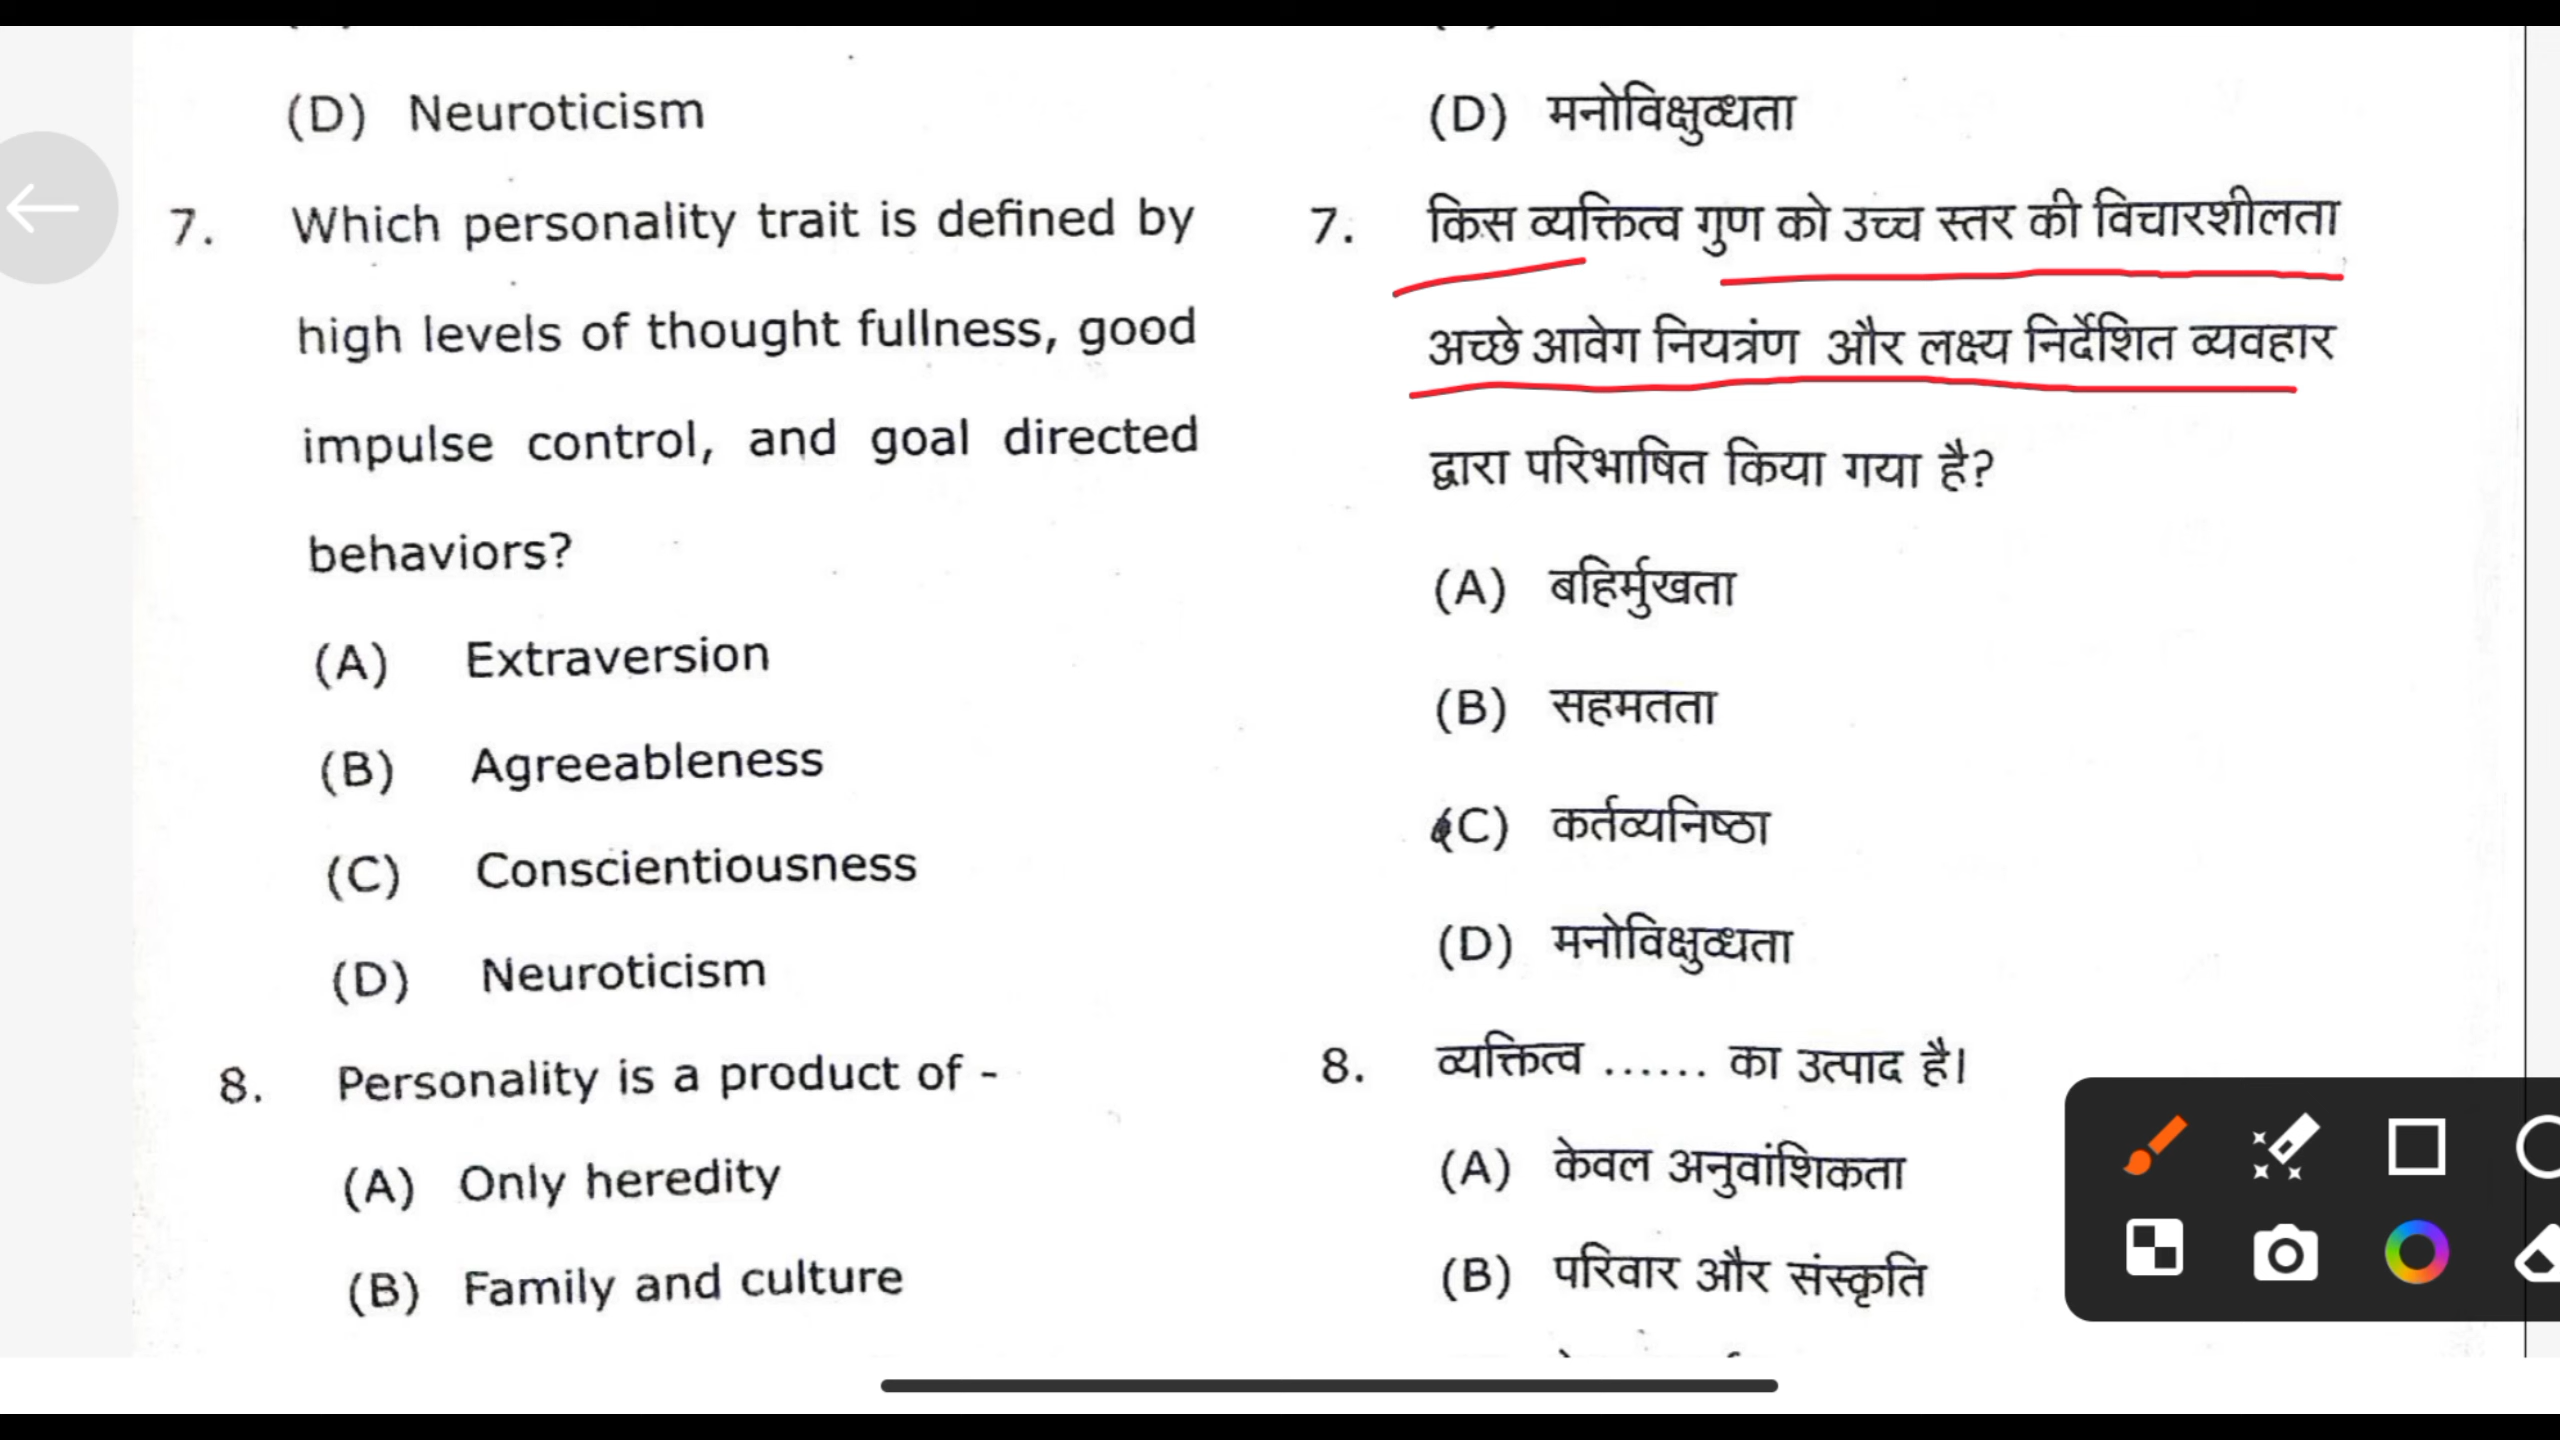 (D) Neuroticism
7. Which personality trait is defined by
high levels of thought fullness, good
impulse control, and goal directed
behaviors?
(A) Extraversion
(B) Agreeableness
(C) Conscientiousness
(D) Neuroticism
8. Personality is a product of -
(A) Only heredity
(B) Family and culture
(D) मनोविक्षुब्धता
7. किस व्यक्तित्व गुण को उच्च स्तर की विचारशीलता
अच्छे आवेग नियत्रंण और लक्ष्य निर्देशित व्यवहार
द्वारा परिभाषित किया गया है?
(A) बहिर्मुखता
(B) सहमतता
(C) कर्तव्यनिष्ठा
(D) मनोविक्षुब्धता
8. व्यक्तित्व ...... का उत्पाद है।
(A) केवल अनुवांशिकता
(B) परिवार और संस्कृति